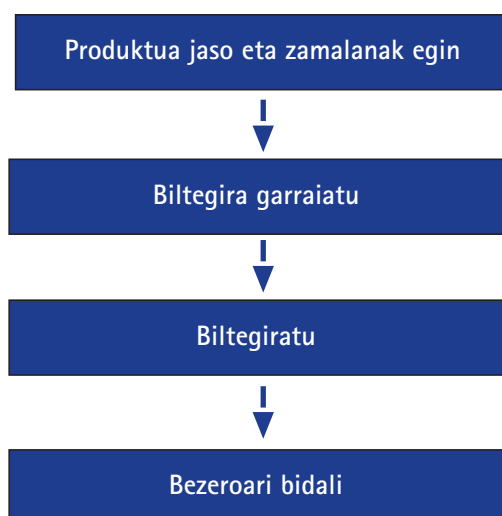 Produktua jaso eta zamalanak egin
Biltegira garraiatu
Biltegiratu
Bezeroari bidali